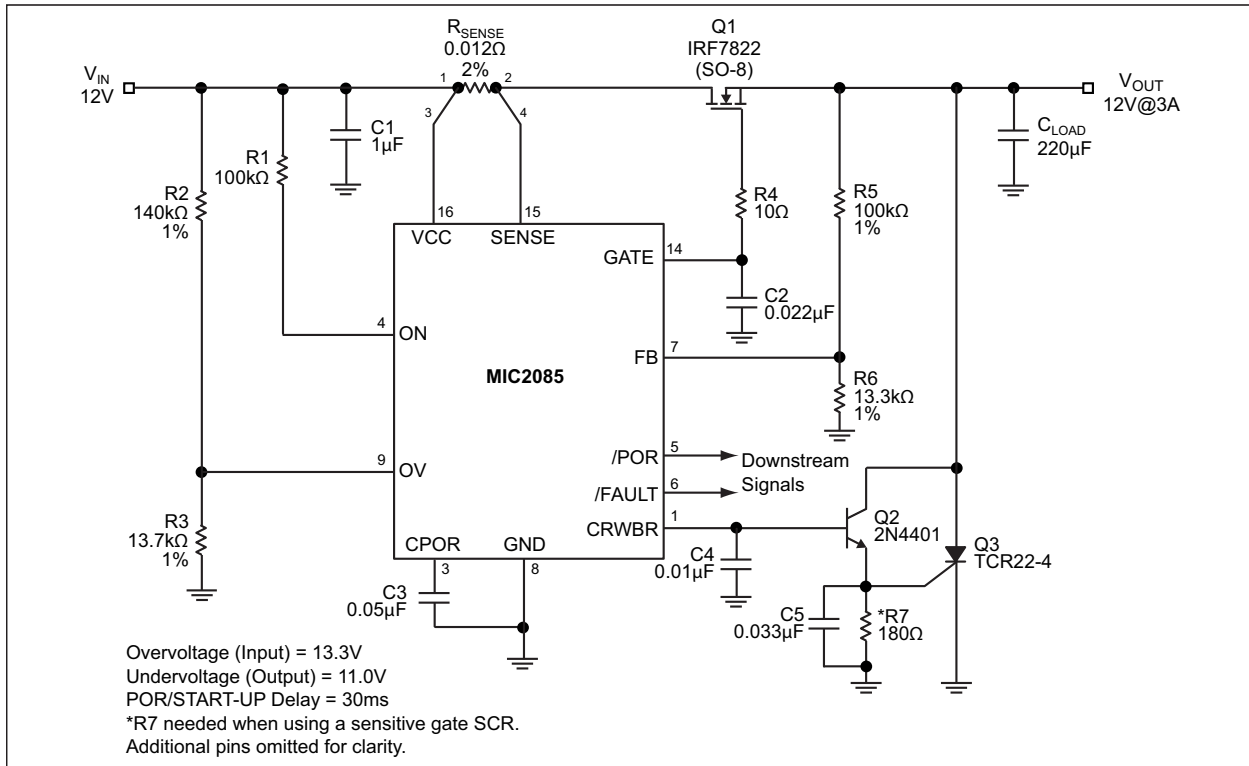 RSENSE
0.012Ω
2%
Q1
IRF7822
(SO-8)
VIN
12V
1
2
3
4
VOUT
12V@3A
C1
1µF
CLOAD
220µF
R1
100kΩ
R2
140kΩ
1%
R4
10Ω
R5
100kΩ
1%
16
15
VCC
SENSE
GATE
14
C2
0.022µF
4
ON
FB
7
MIC2085
R6
13.3kΩ
1%
/POR
5
Downstream
Signals
9
OV
/FAULT
6
CRWBR
1
Q2
2N4401
R3
13.7kΩ
1%
CPOR
GND
3
8
C4
0.01µF
Q3
TCR22-4
C3
0.05µF
C5
0.033µF
*R7
180Ω
Overvoltage (Input) = 13.3V
Undervoltage (Output) = 11.0V
POR/START-UP Delay = 30ms
*R7 needed when using a sensitive gate SCR.
Additional pins omitted for clarity.